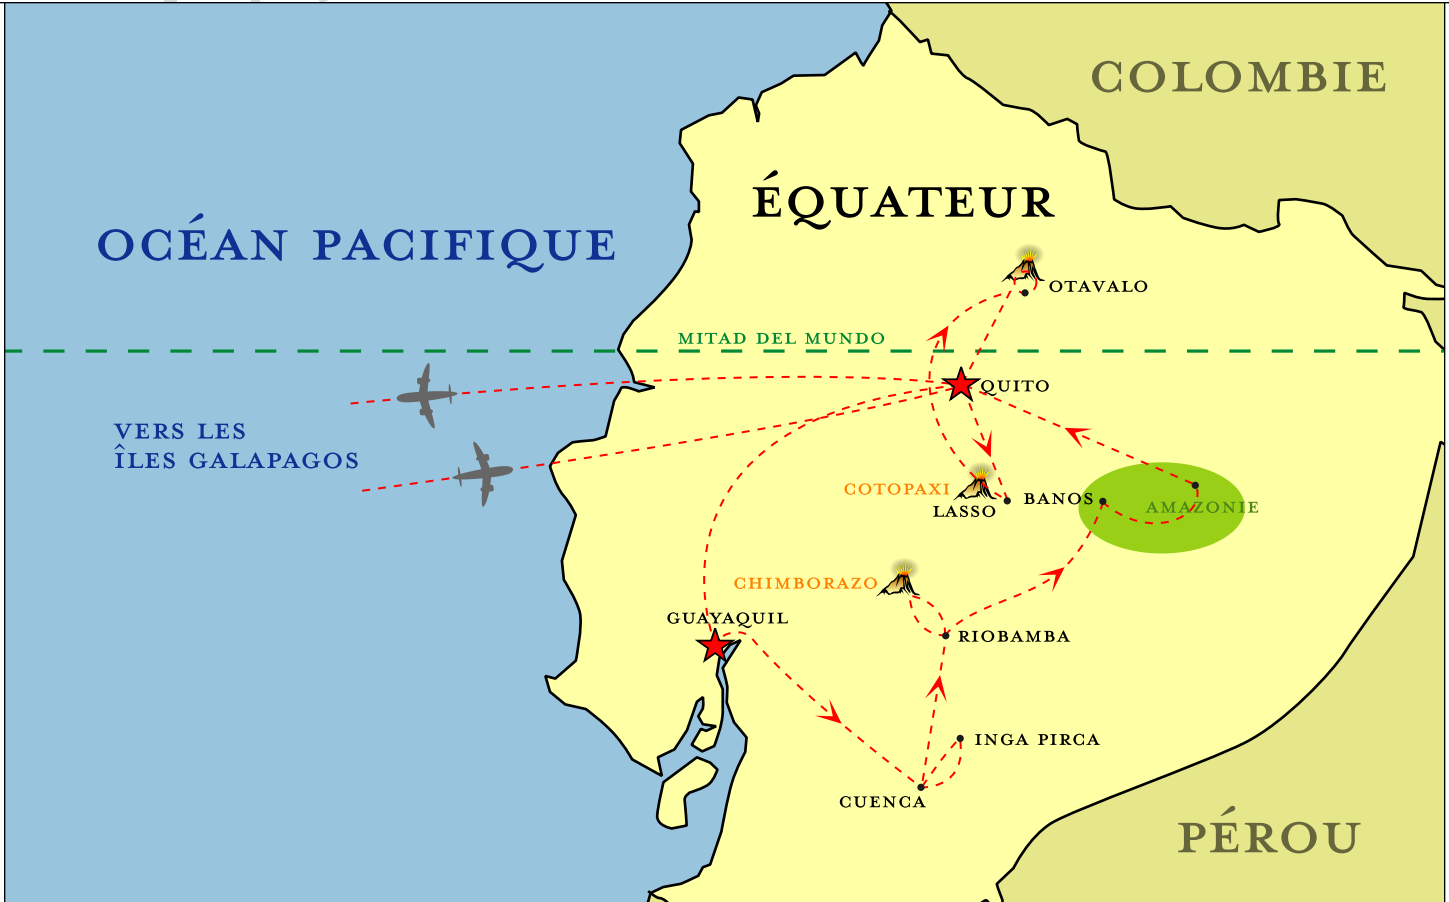 COLOMBIE
ÉQUATEUR
OCÉAN PACIFIQUE
OTAVALO
MITAD DEL MUNDO
QUITO
VERS LES
ÎLES GALAPAGOS
COTOPAXI
LASSO
BANOS
AMAZONIE
CHIMBORAZO
GUAYAQUIL
RIOBAMBA
INGA PIRCA
CUENCA
PÉROU